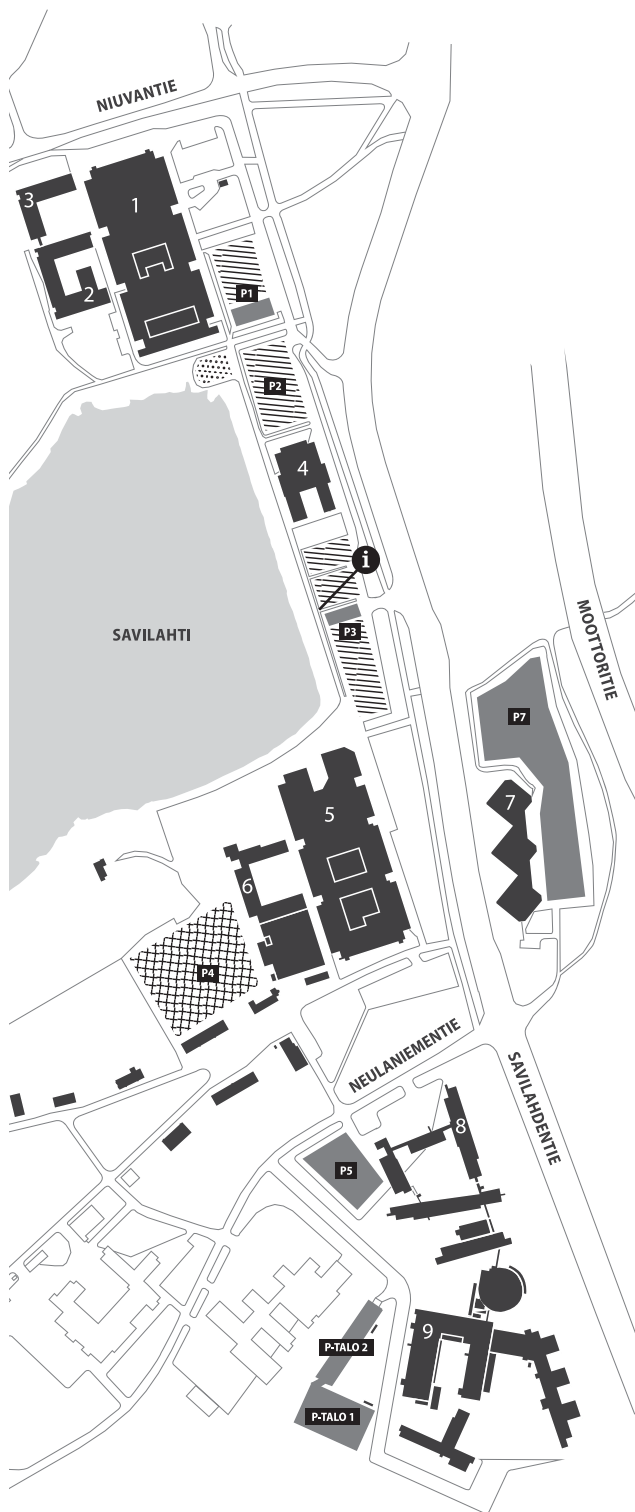 NIUVANTIE
3
1
2
P1
P2
4
i
P3
SAVILAHTI
MOOTTORITIE
P7
7
5
6
P4
NEULANIEMENTIE
SAVILAHDENTIE
8
P5
9
P-TALO 2
P-TALO 1